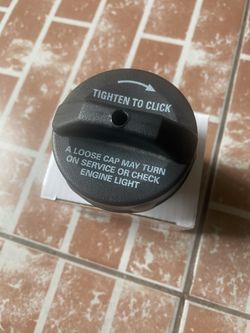 TIGHTEN TO CLICK
A LOOSE CAP MAY TURN
ON SERVICE OR CHECK
ENGINE LIGHT